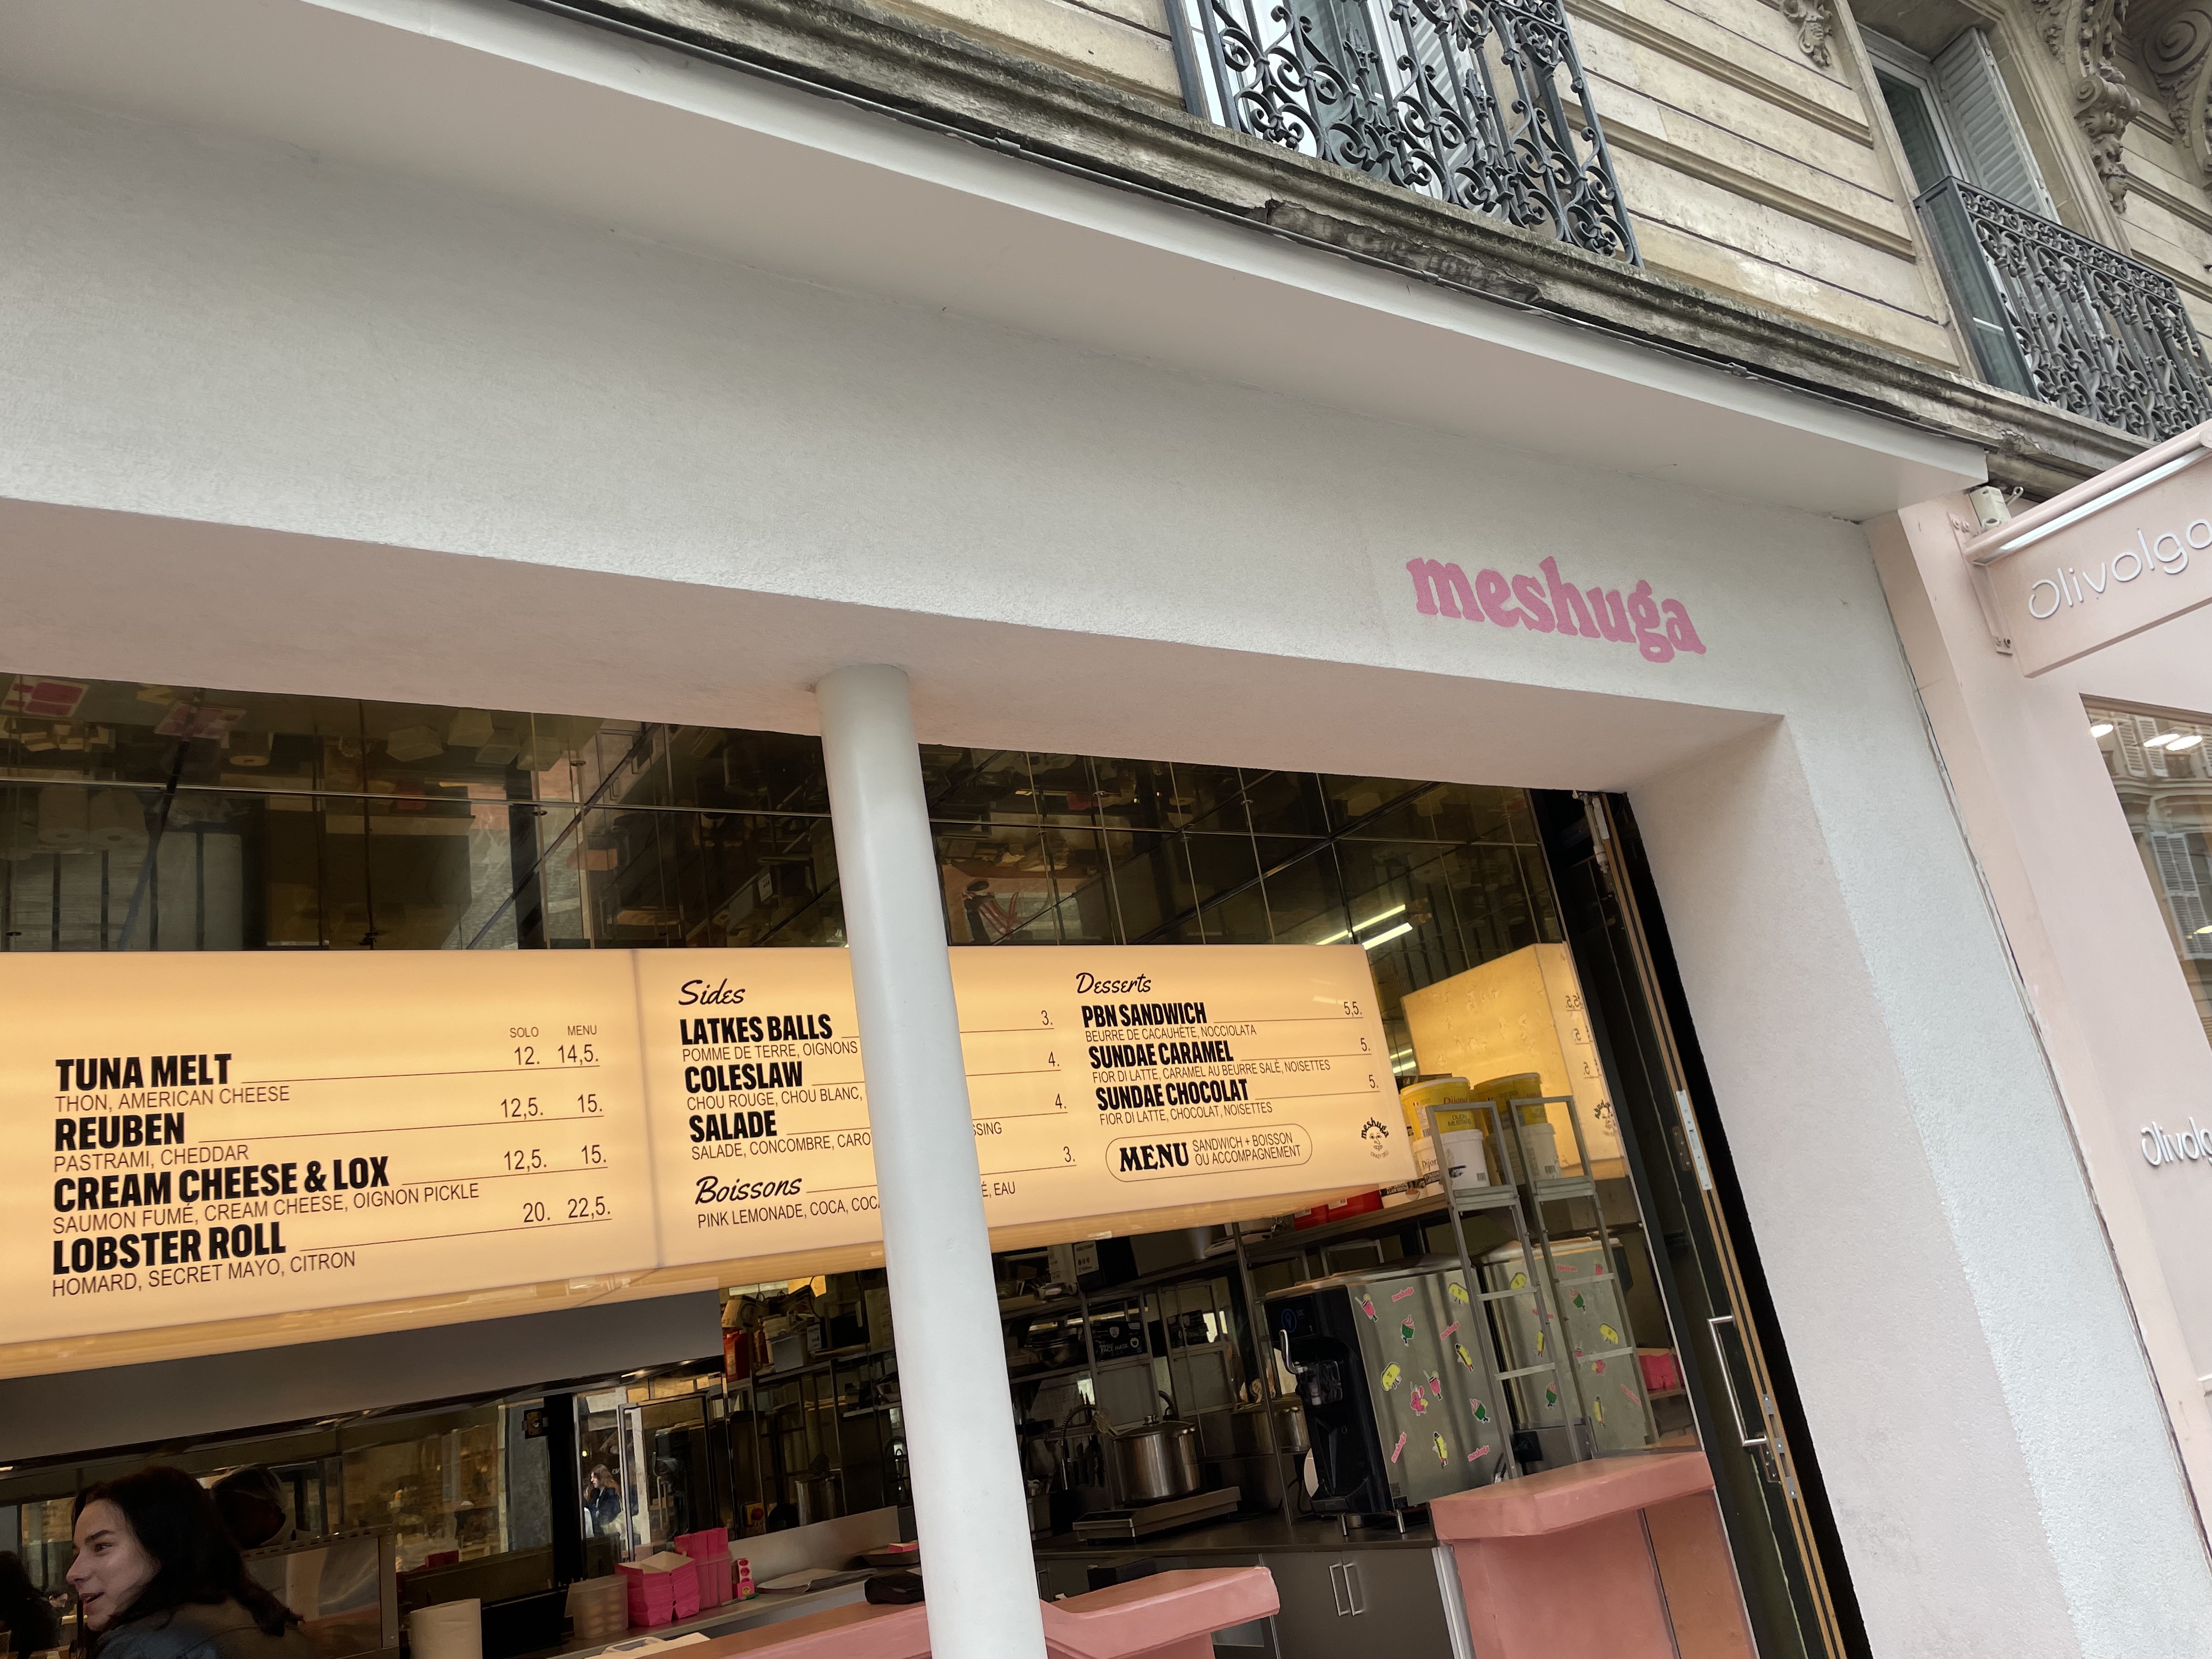 meshuga
Olivolga
SOLO MENU
TUNA MELT 12. 14,5.
THON, AMERICAN CHEESE
REUBEN 12,5. 15.
PASTRAMI, CHEDDAR
CREAM CHEESE & LOX 12,5. 15.
SAUMON FUMÉ, CREAM CHEESE, OIGNON PICKLE
LOBSTER ROLL 20. 22,5.
HOMARD, SECRET MAYO, CITRON
Sides
LATKES BALLS 3.
POMME DE TERRE, OIGNONS
COLESLAW 4.
CHOU ROUGE, CHOU BLANC,
SALADE 4.
SALADE, CONCOMBRE, CARO SSING
Boissons 3.
PINK LEMONADE, COCA, COC É, EAU
Desserts
PBN SANDWICH 5,5.
BEURRE DE CACAUHÈTE, NOCCIOLATA
SUNDAE CARAMEL 5.
FIOR DI LATTE, CARAMEL AU BEURRE SALÉ, NOISETTES
SUNDAE CHOCOLAT 5.
FIOR DI LATTE, CHOCOLAT, NOISETTES
MENU SANDWICH + BOISSON
OU ACCOMPAGNEMENT
meshuga
Olivolg